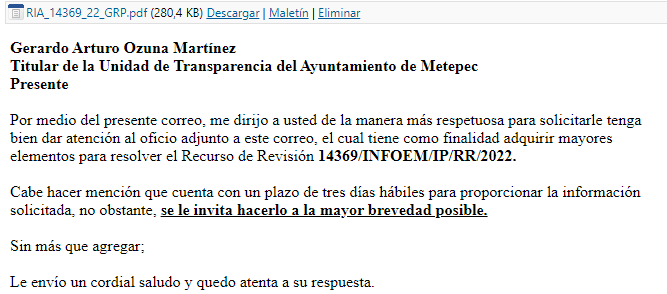 RIA_14369_22_GRP.pdf (280,4 KB) Descargar | Maletín | Eliminar
Gerardo Arturo Ozuna Martínez
Titular de la Unidad de Transparencia del Ayuntamiento de Metepec
Presente
Por medio del presente correo, me dirijo a usted de la manera más respetuosa para solicitarle tenga
bien dar atención al oficio adjunto a este correo, el cual tiene como finalidad adquirir mayores
elementos para resolver el Recurso de Revisión 14369/INFOEM/IP/RR/2022.
Cabe hacer mención que cuenta con un plazo de tres días hábiles para proporcionar la información
solicitada, no obstante, se le invita hacerlo a la mayor brevedad posible.
Sin más que agregar;
Le envío un cordial saludo y quedo atenta a su respuesta.